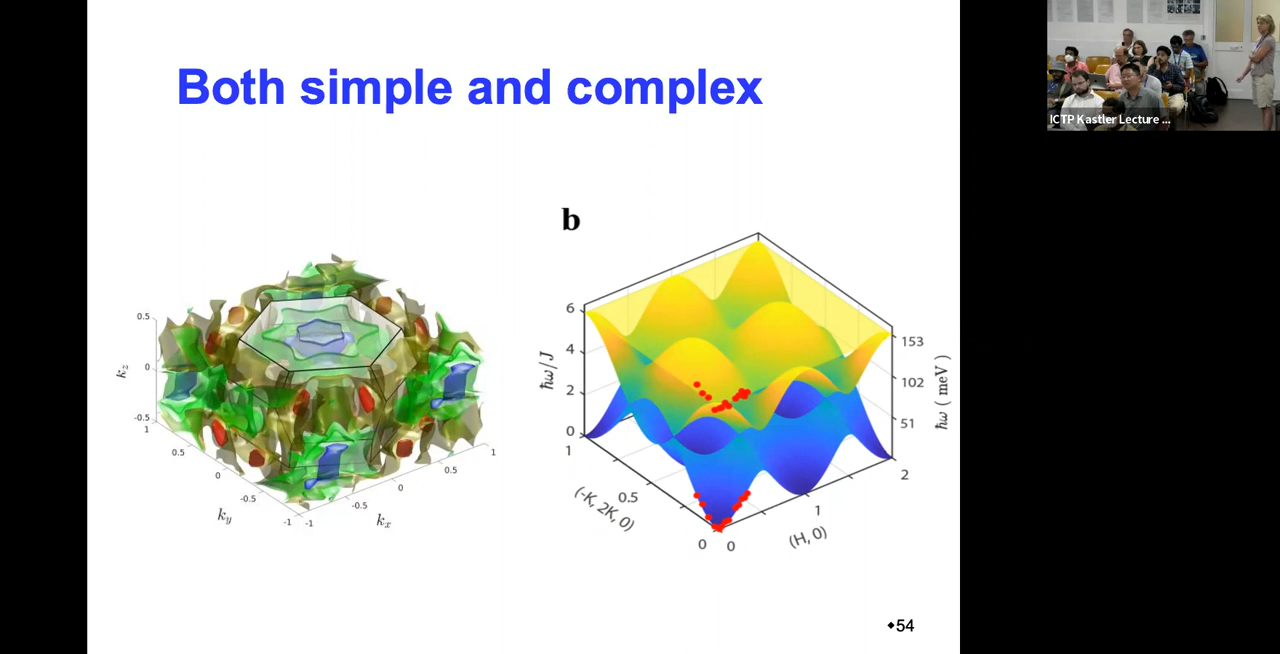 Both simple and complex
ICTP Kastler Lecture ...
b
0.5
0
-0.5
k_z
1
0.5
0
-0.5
-1
k_y
-1
-0.5
0
0.5
1
k_x
6
4
2
0
ħω/J
153
102
51
ħω ( meV )
1
0.5
0
(-K, 2K, 0)
0
1
2
(H, 0)
54